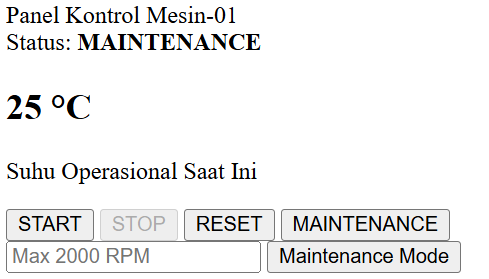 Panel Kontrol Mesin-01
Status: MAINTENANCE
25 °C
Suhu Operasional Saat Ini
START STOP RESET MAINTENANCE
Max 2000 RPM Maintenance Mode